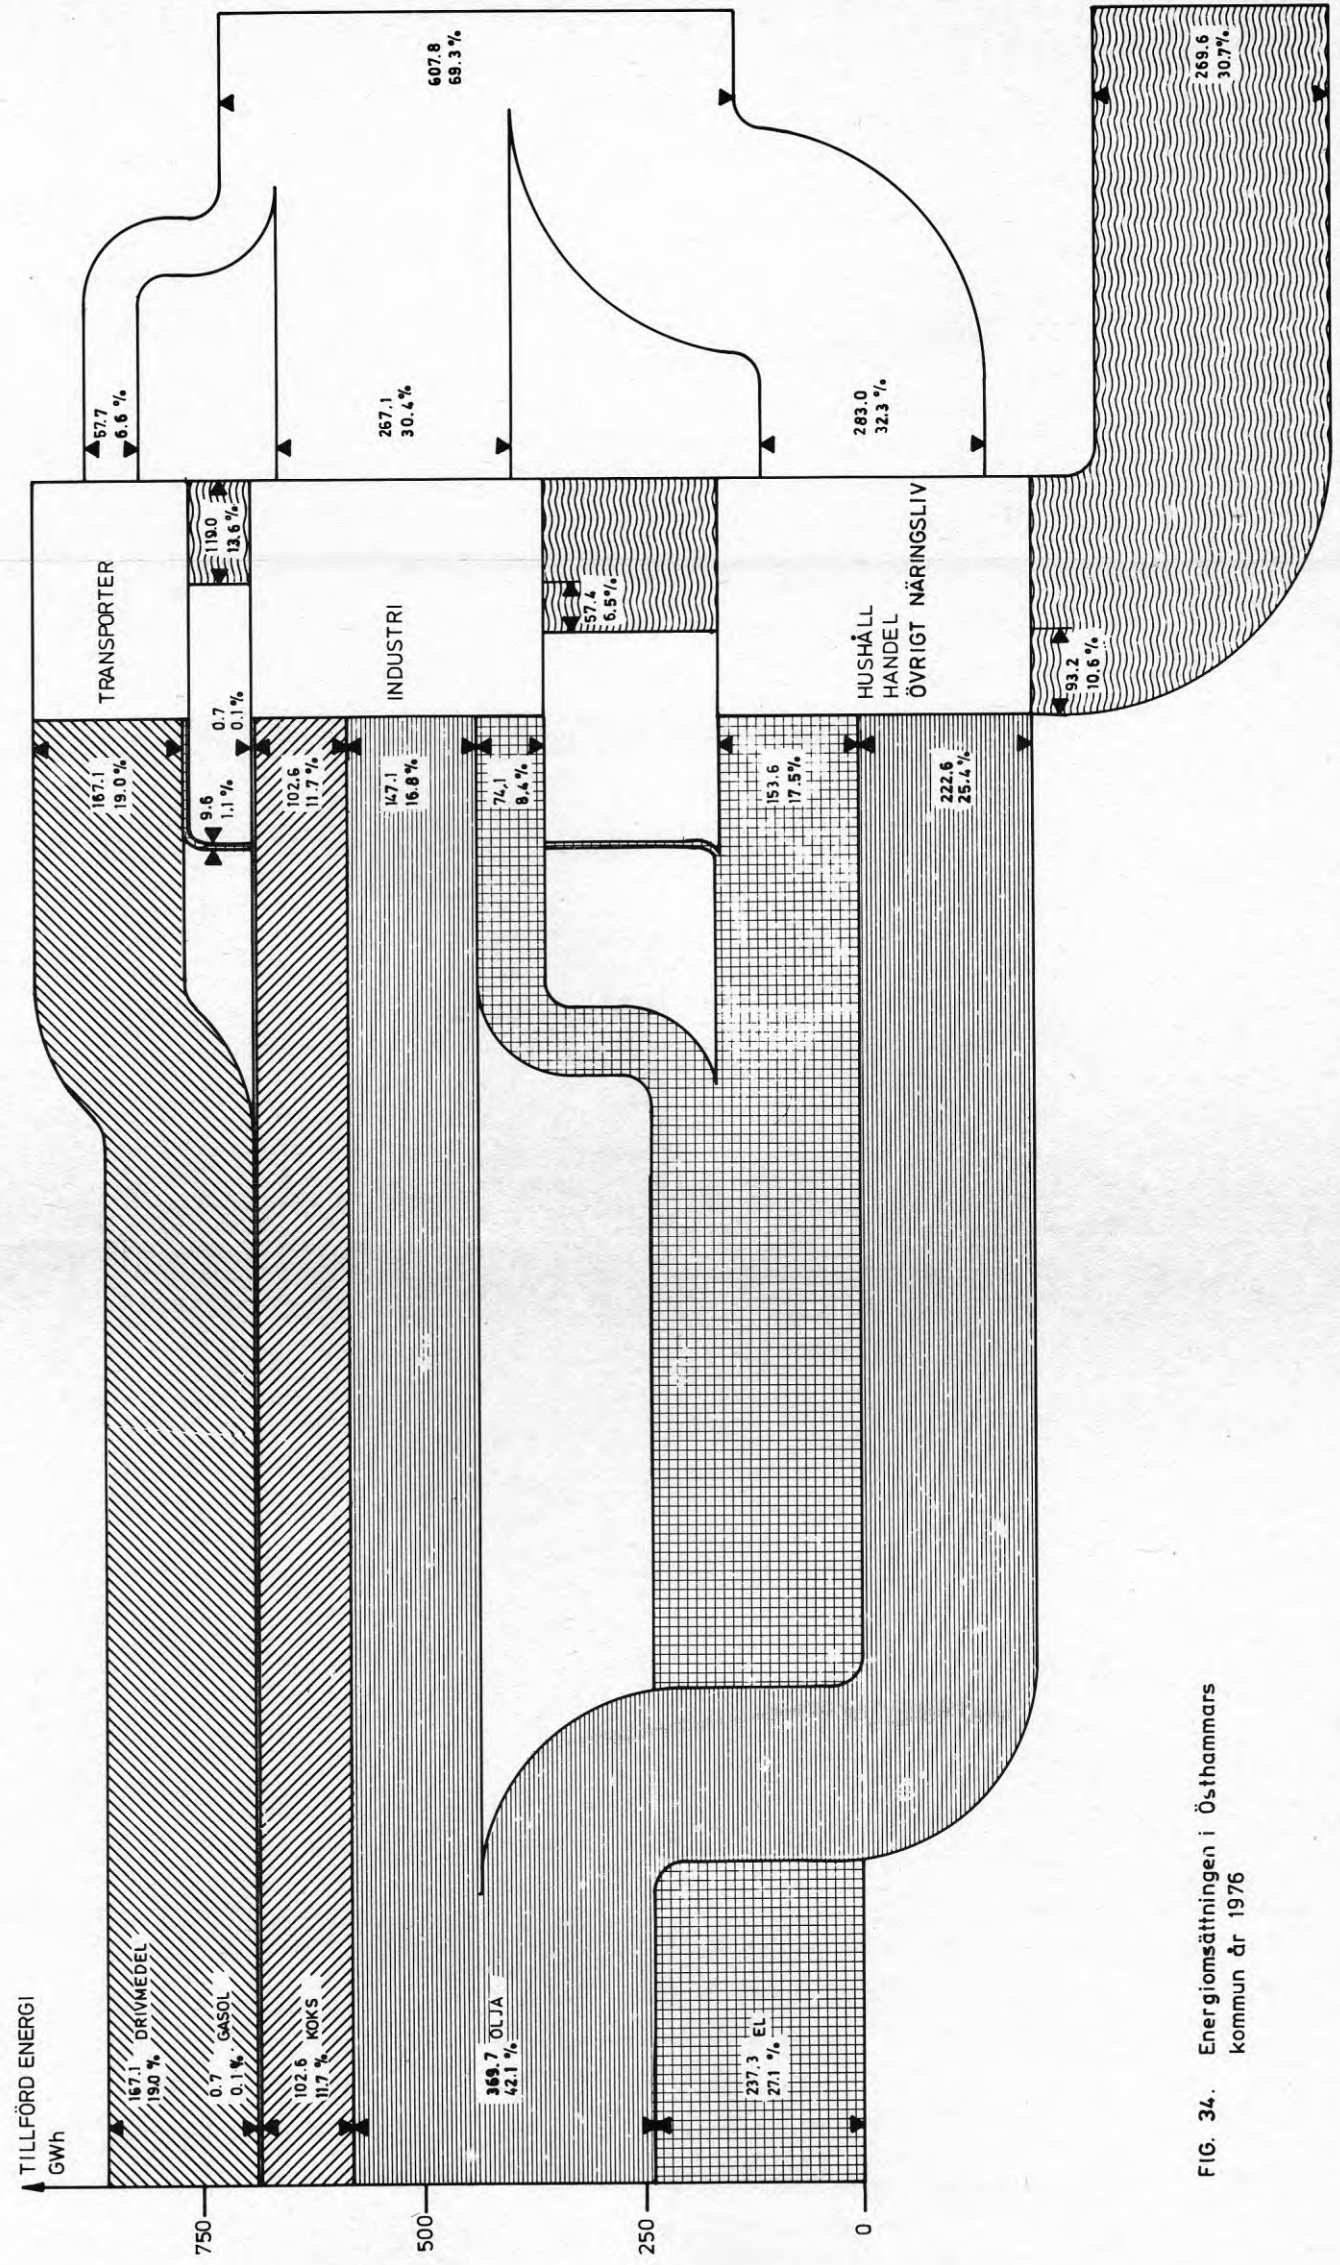 TILLFÖRD ENERGI
GWh
750
500
250
0
167.1 DRIVMEDEL
19.0 %
0.7 GASOL
0.1 %
102.6 KOKS
11.7 %
369.7 OLJA
42.1 %
237.3 EL
27.1 %
167.1
19.0 %
9.6
1.1 %
0.7
0.1 %
102.6
11.7 %
147.1
16.8 %
74.1
8.4 %
153.6
17.5 %
222.6
25.4 %
TRANSPORTER
INDUSTRI
HUSHÅLL
HANDEL
ÖVRIGT NÄRINGSLIV
119.0
13.6 %
57.4
6.5 %
93.2
10.6 %
57.7
6.6 %
267.1
30.4 %
283.0
32.3 %
607.8
69.3 %
269.6
30.7 %
FIG. 34. Energiomsättningen i Östhammars
kommun år 1976